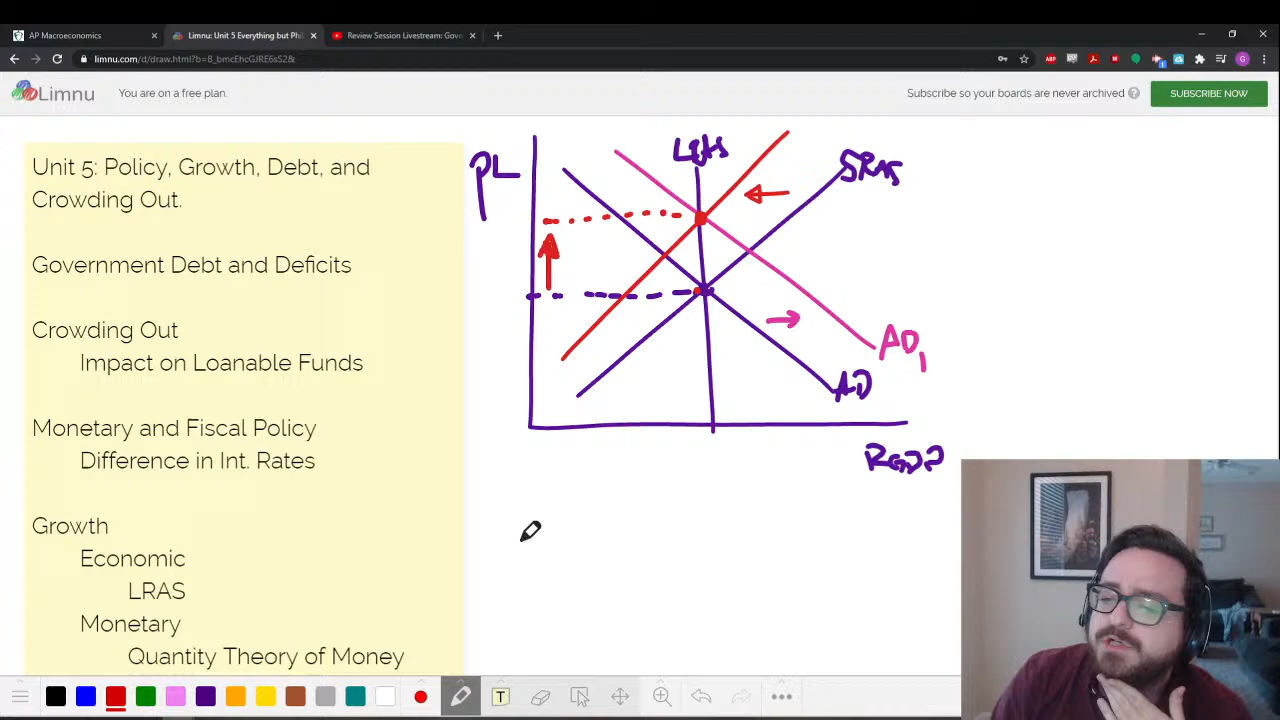 AP Macroeconomics
Limnu: Unit 5 Everything but Phi
Review Session Livestream: Gove
limnu.com/d/draw.html?b=8_bmcEhcGJRE6sS2&
Limnu
You are on a free plan.
Subscribe so your boards are never archived
SUBSCRIBE NOW
Unit 5: Policy, Growth, Debt, and
Crowding Out.
Government Debt and Deficits
Crowding Out
Impact on Loanable Funds
Monetary and Fiscal Policy
Difference in Int. Rates
Growth
Economic
LRAS
Monetary
Quantity Theory of Money
PL
LRAS
SRAS
AD1
AD
RGDP